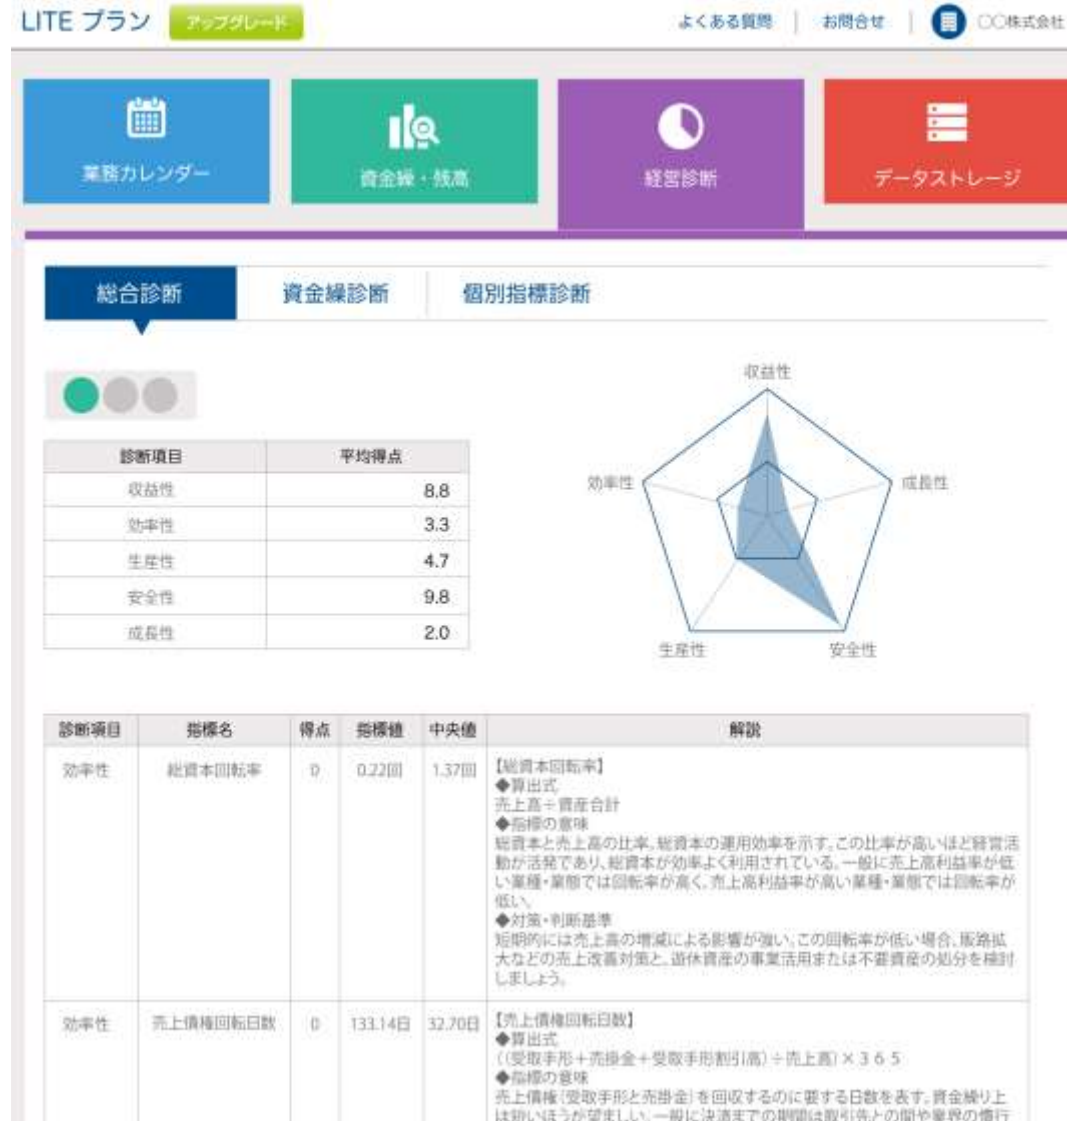 LITE プラン
アップグレード
よくある質問
お問合せ
〇〇株式会社
業務カレンダー
資金繰・残高
経営診断
データストレージ
総合診断
資金繰診断
個別指標診断
診断項目 平均得点
収益性 8.8
効率性 3.3
生産性 4.7
安全性 9.8
成長性 2.0
収益性
効率性
成長性
生産性
安全性
診断項目 指標名 得点 指標値 中央値 解説
効率性 総資本回転率 0 0.22回 1.37回 【総資本回転率】
◆算出式
売上高÷資産合計
◆指標の意味
総資本と売上高の比率。総資本の運用効率を示す。この比率が高いほど経営活
動が活発であり、総資本が効率よく利用されている。一般に売上高利益率が低
い業種・業態では回転率が高く、売上高利益率が高い業種・業態では回転率が
低い。
◆対策・判断基準
短期的には売上高の増減による影響が強い。この回転率が低い場合、販路拡
大などの売上改善対策と、遊休資産の事業活用または不要資産の処分を検討
しましょう。
効率性 売上債権回転日数 0 133.14日 32.70日 【売上債権回転日数】
◆算出式
((受取手形+売掛金+受取手形割引高)÷売上高)×３６５
◆指標の意味
売上債権(受取手形と売掛金)を回収するのに要する日数を表す。資金繰り上
は短いほうが望ましい。一般に決済までの期間は取引先との間や業界の慣行